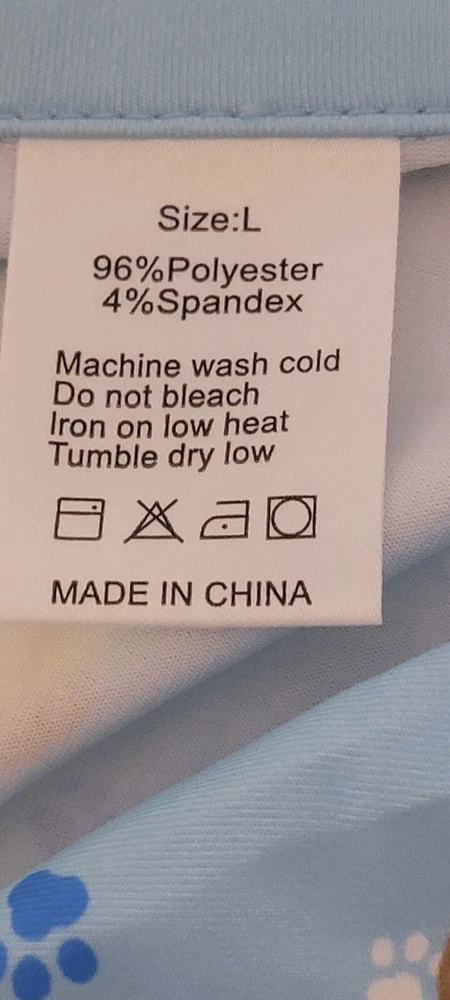 Size:L
96%Polyester
4%Spandex
Machine wash cold
Do not bleach
Iron on low heat
Tumble dry low
MADE IN CHINA